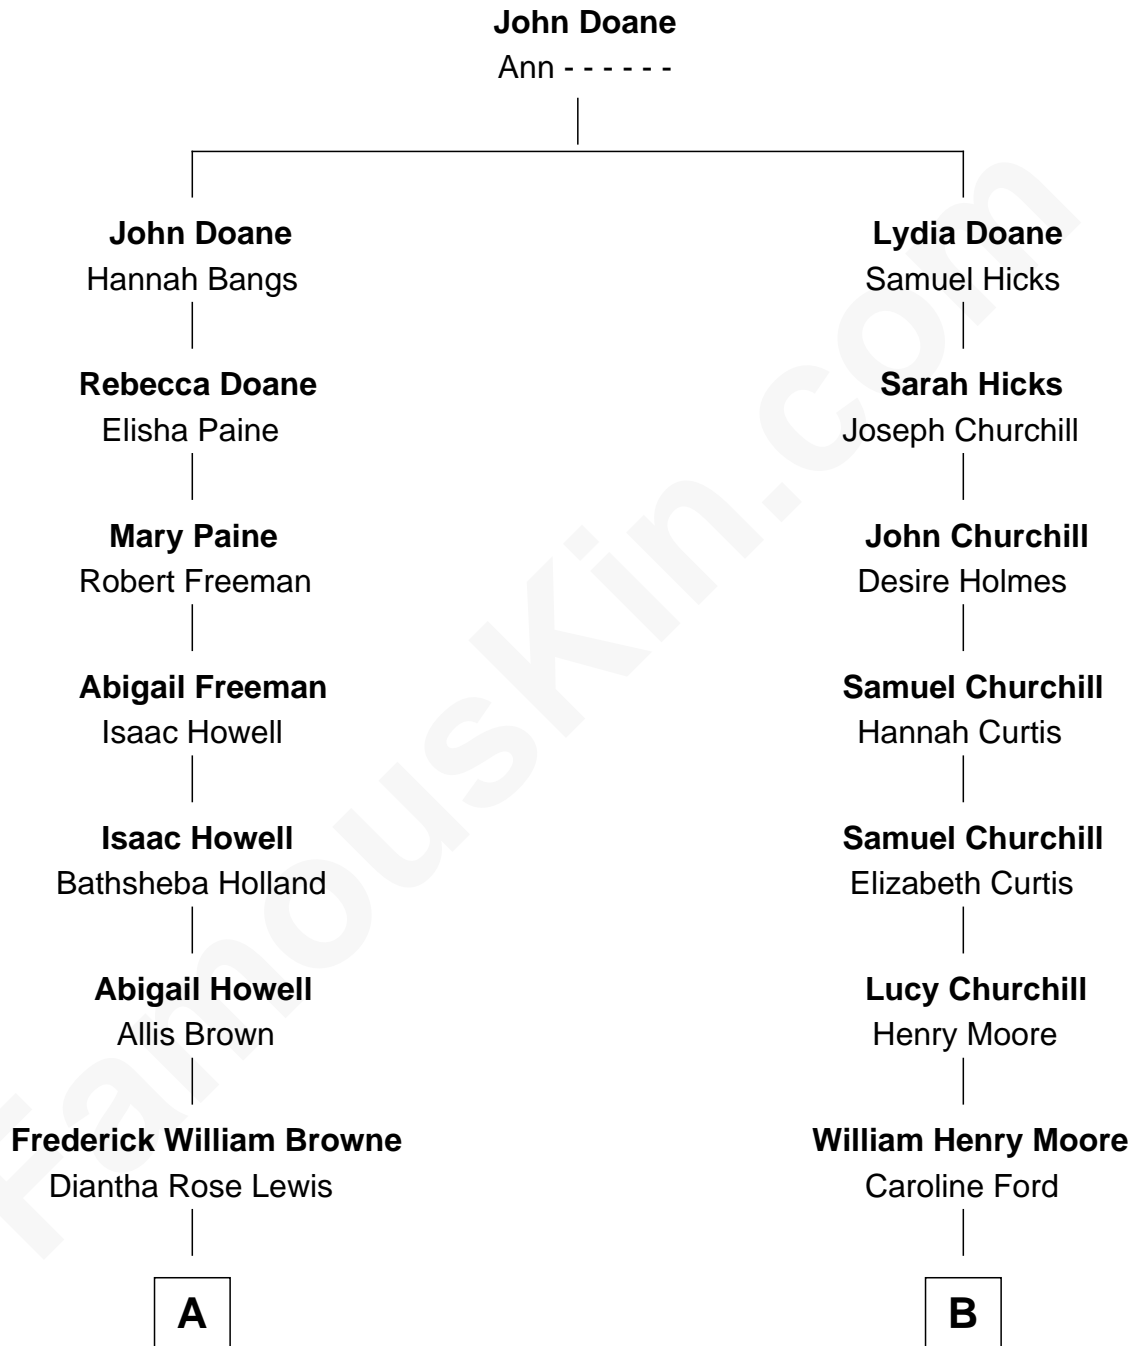 John Doane
Ann - - - - - -
John Doane
Hannah Bangs
Lydia Doane
Samuel Hicks
Rebecca Doane
Elisha Paine
Sarah Hicks
Joseph Churchill
Mary Paine
Robert Freeman
John Churchill
Desire Holmes
Abigail Freeman
Isaac Howell
Samuel Churchill
Hannah Curtis
Isaac Howell
Bathsheba Holland
Samuel Churchill
Elizabeth Curtis
Abigail Howell
Allis Brown
Lucy Churchill
Henry Moore
Frederick William Browne
Diantha Rose Lewis
William Henry Moore
Caroline Ford
A
B
FamousKin.com